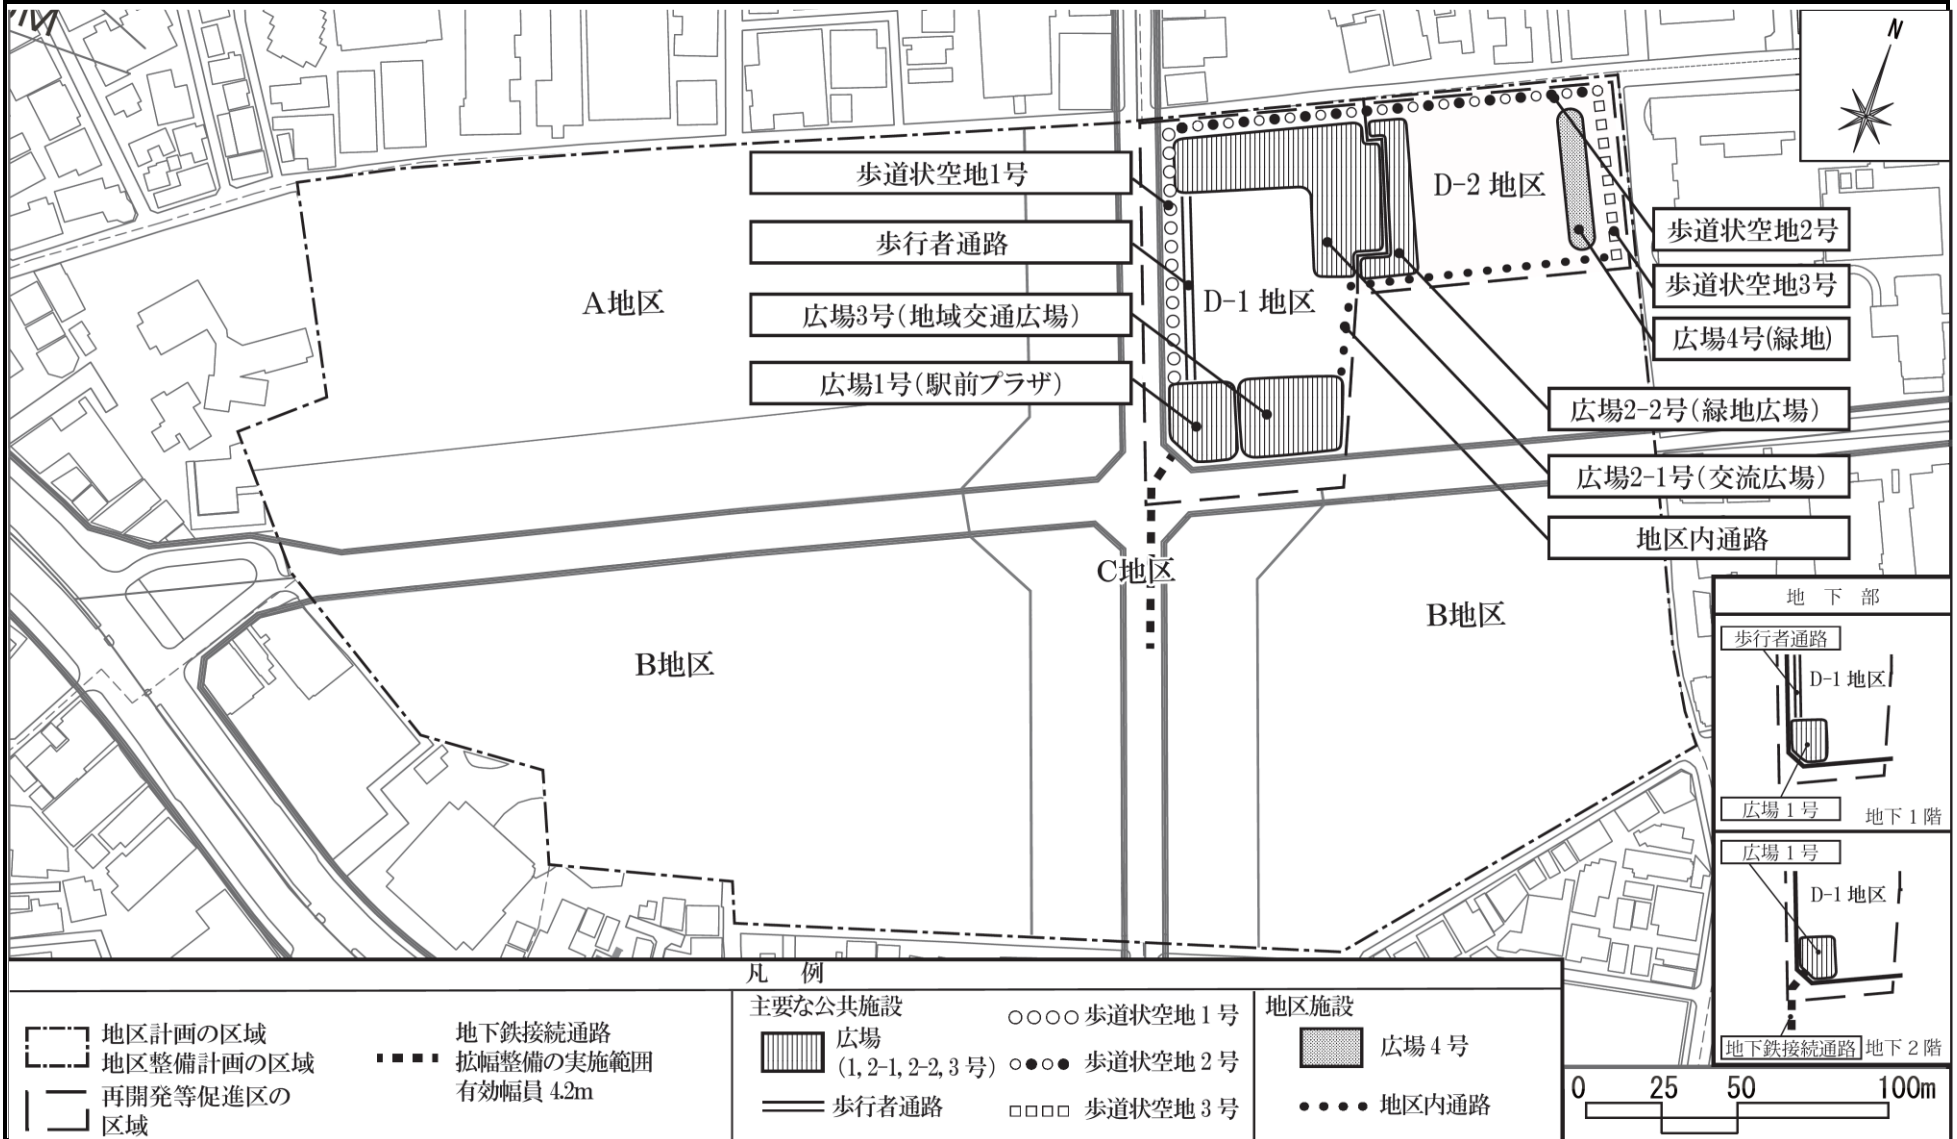 N
歩道状空地1号
歩行者通路
広場3号(地域交通広場)
広場1号(駅前プラザ)
A地区
D-1 地区
D-2 地区
歩道状空地2号
歩道状空地3号
広場4号(緑地)
広場2-2号(緑地広場)
広場2-1号(交流広場)
地区内通路
C地区
B地区
B地区
地下部
歩行者通路
D-1 地区
広場 1 号
地下 1 階
広場 1 号
D-1 地区
地下鉄接続通路
地下 2 階
凡 例
地区計画の区域
地区整備計画の区域
再開発等促進区の
区域
地下鉄接続通路
拡幅整備の実施範囲
有効幅員 4.2m
主要な公共施設
広場
(1, 2-1, 2-2, 3 号)
歩行者通路
歩道状空地 1 号
歩道状空地 2 号
歩道状空地 3 号
地区施設
広場 4 号
地区内通路
0 25 50 100m